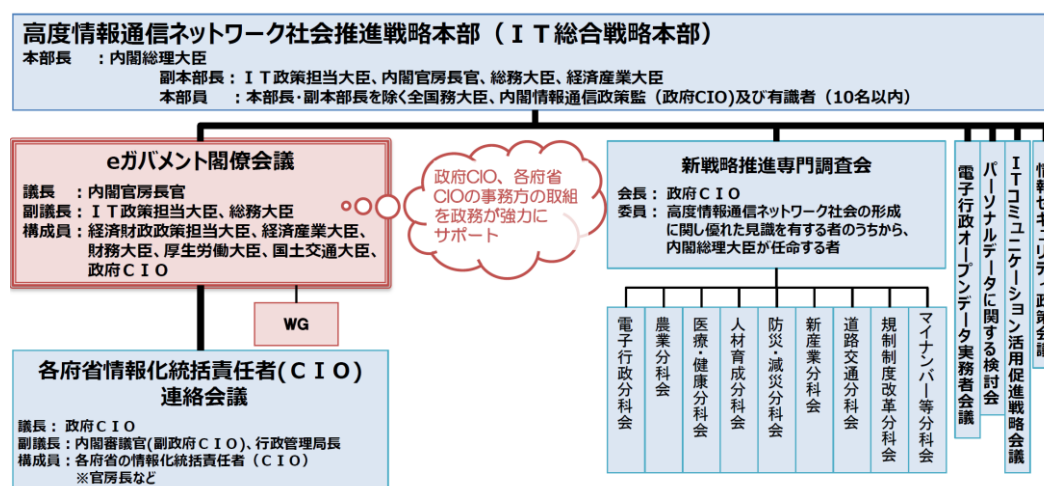 高度情報通信ネットワーク社会推進戦略本部（ＩＴ総合戦略本部）
本部長　：内閣総理大臣
副本部長：ＩＴ政策担当大臣、内閣官房長官、総務大臣、経済産業大臣
本部員　：本部長・副本部長を除く全国務大臣、内閣情報通信政策監（政府CIO)及び有識者（10名以内）
eガバメント閣僚会議
議長　：内閣官房長官
副議長：ＩＴ政策担当大臣、総務大臣
構成員：経済財政政策担当大臣、経済産業大臣、
財務大臣、厚生労働大臣、国土交通大臣、
政府ＣＩＯ
政府CIO、各府省
CIOの事務方の取組
を政務が強力に
サポート
WG
各府省情報化統括責任者(ＣＩＯ)
連絡会議
議長：政府ＣＩＯ
副議長：内閣審議官(副政府ＣＩＯ)、行政管理局長
構成員：各府省の情報化統括責任者（ＣＩＯ）
※官房長など
新戦略推進専門調査会
会長：政府ＣＩＯ
委員：高度情報通信ネットワーク社会の形成
に関し優れた見識を有する者のうちから、
内閣総理大臣が任命する者
電子行政分科会
農業分科会
医療・健康分科会
人材育成分科会
防災・減災分科会
新産業分科会
道路交通分科会
規制制度改革分科会
マイナンバー等分科会
電子行政オープンデータ実務者会議
パーソナルデータに関する検討会
ＩＴコミュニケーション活用促進戦略会議
情報セキュリティ政策会議